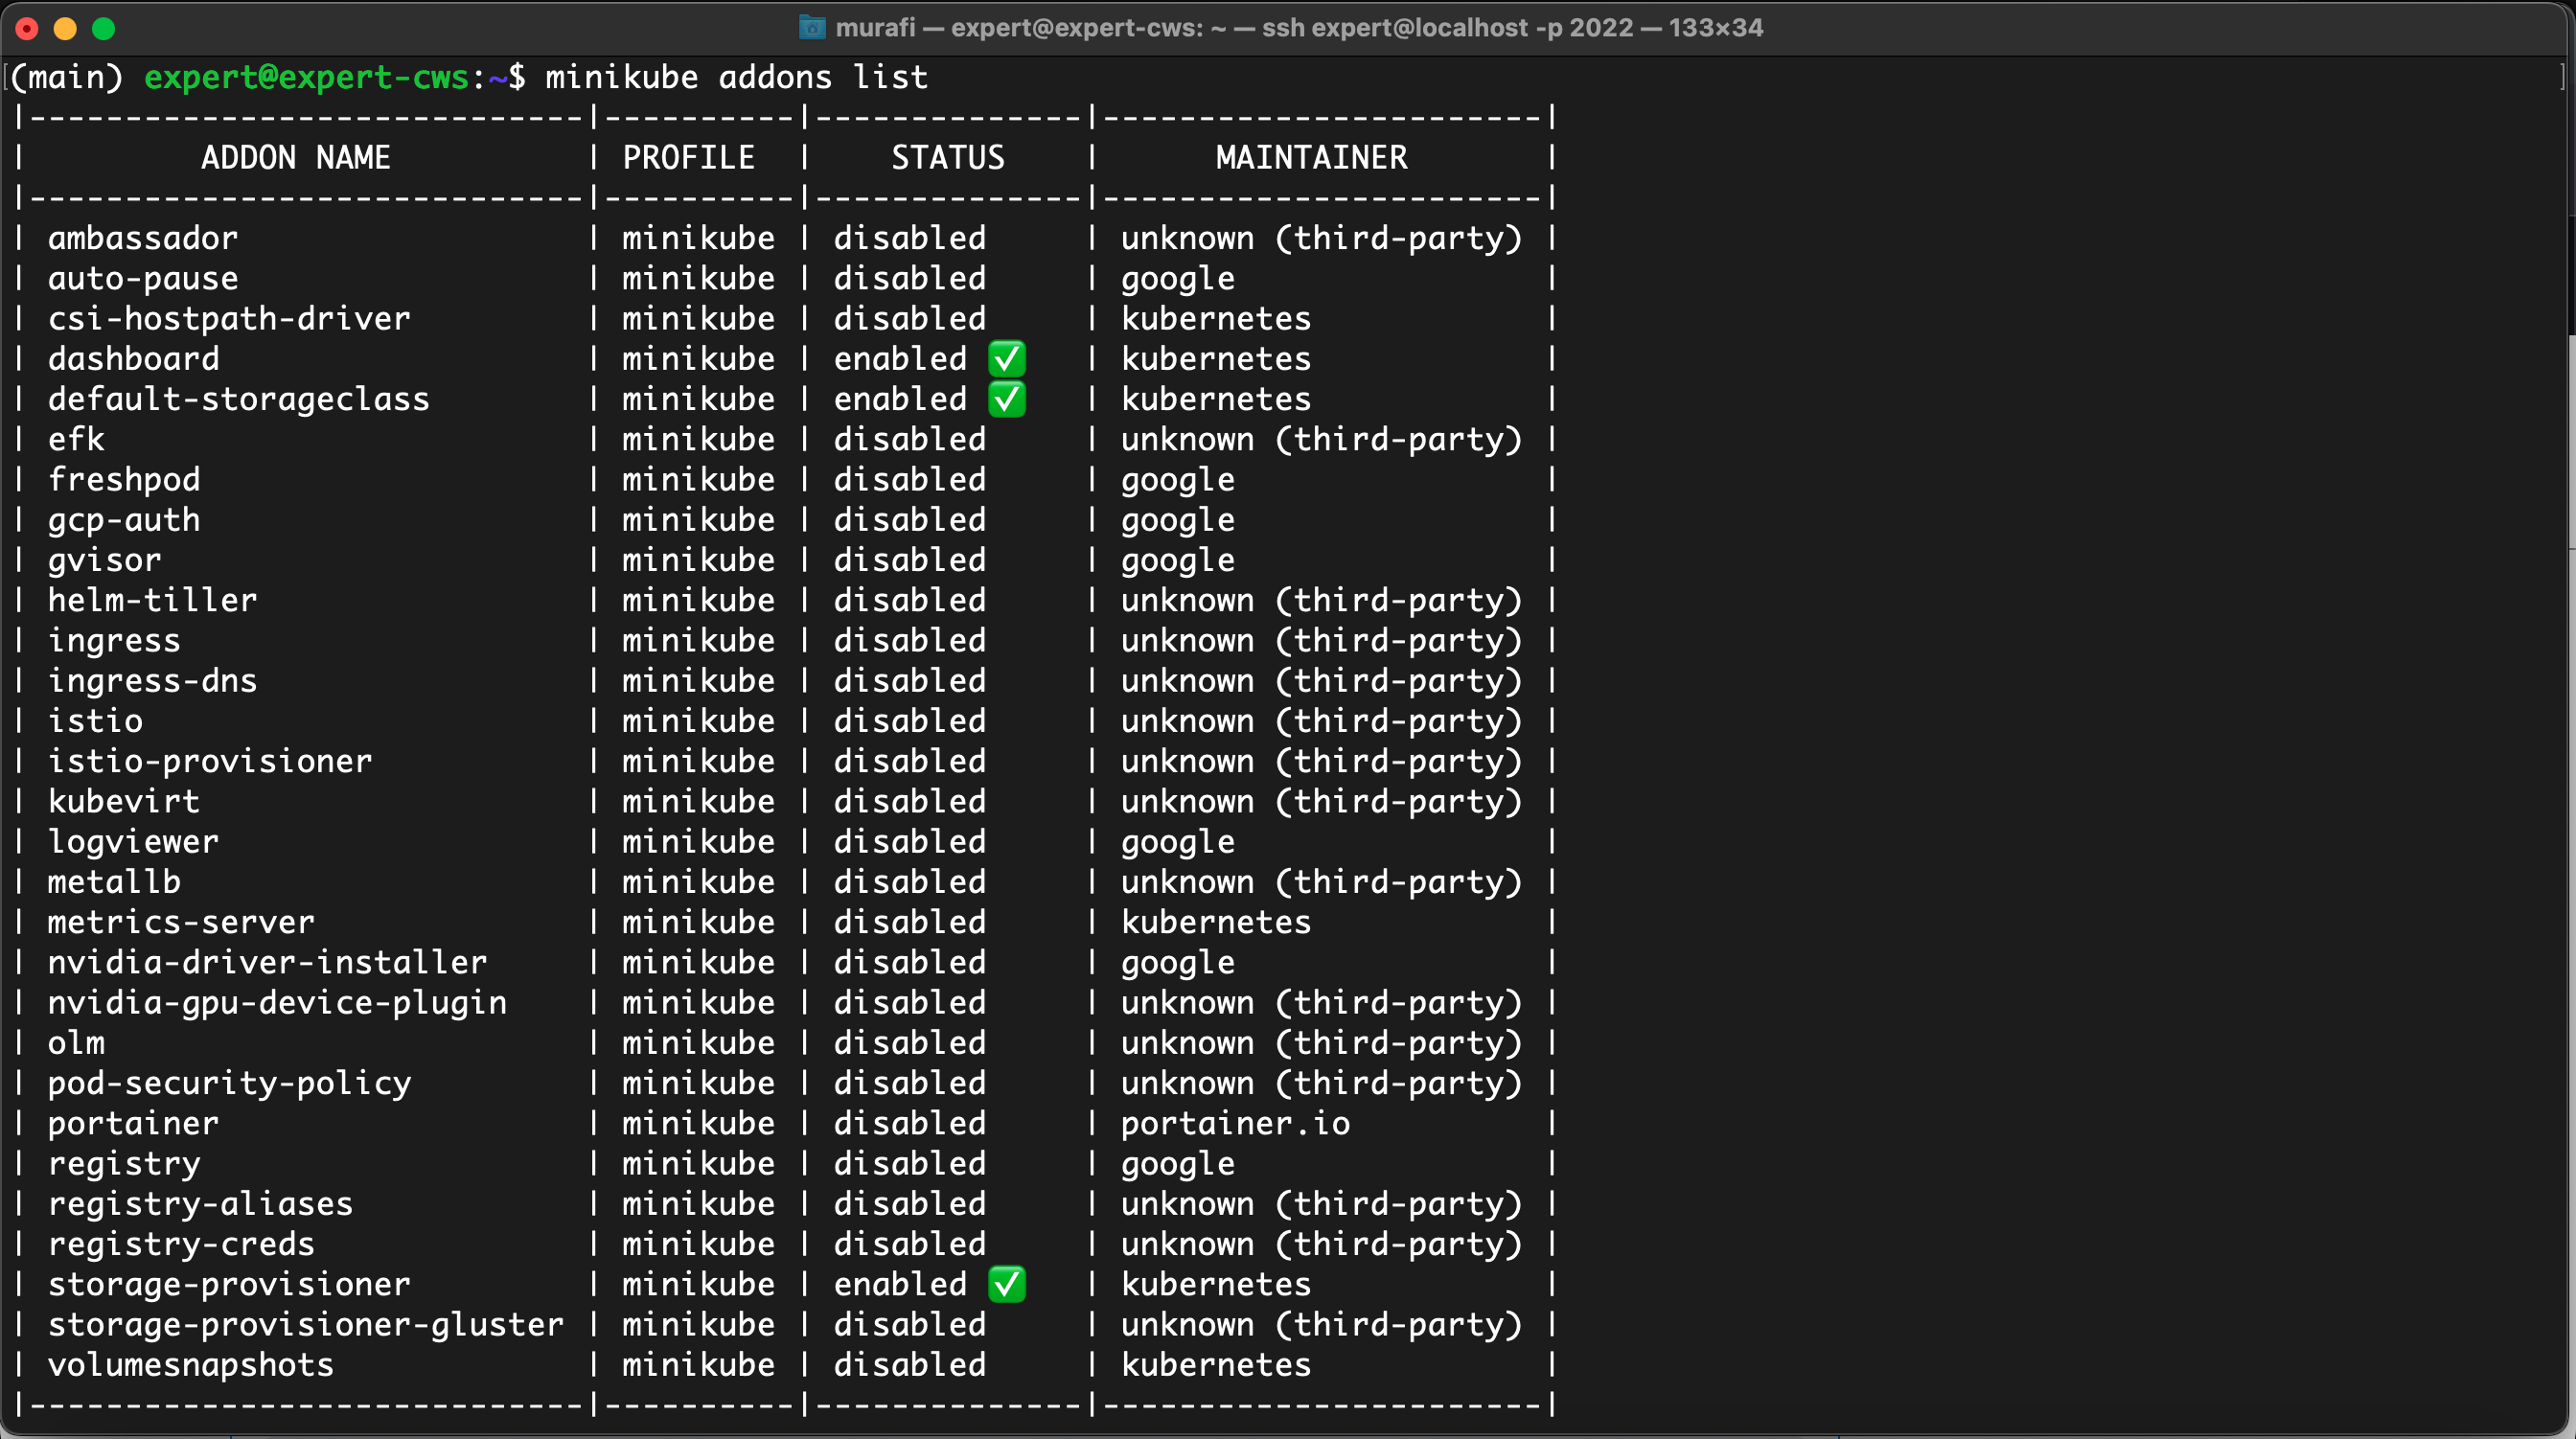 murafi — expert@expert-cws: ~ — ssh expert@localhost -p 2022 — 133×34
(main) expert@expert-cws:~$ minikube addons list
|-----------------------------|----------|--------------|-----------------------|
| ADDON NAME | PROFILE | STATUS | MAINTAINER |
|-----------------------------|----------|--------------|-----------------------|
| ambassador | minikube | disabled | unknown (third-party) |
| auto-pause | minikube | disabled | google |
| csi-hostpath-driver | minikube | disabled | kubernetes |
| dashboard | minikube | enabled ✅ | kubernetes |
| default-storageclass | minikube | enabled ✅ | kubernetes |
| efk | minikube | disabled | unknown (third-party) |
| freshpod | minikube | disabled | google |
| gcp-auth | minikube | disabled | google |
| gvisor | minikube | disabled | google |
| helm-tiller | minikube | disabled | unknown (third-party) |
| ingress | minikube | disabled | unknown (third-party) |
| ingress-dns | minikube | disabled | unknown (third-party) |
| istio | minikube | disabled | unknown (third-party) |
| istio-provisioner | minikube | disabled | unknown (third-party) |
| kubevirt | minikube | disabled | unknown (third-party) |
| logviewer | minikube | disabled | google |
| metallb | minikube | disabled | unknown (third-party) |
| metrics-server | minikube | disabled | kubernetes |
| nvidia-driver-installer | minikube | disabled | google |
| nvidia-gpu-device-plugin | minikube | disabled | unknown (third-party) |
| olm | minikube | disabled | unknown (third-party) |
| pod-security-policy | minikube | disabled | unknown (third-party) |
| portainer | minikube | disabled | portainer.io |
| registry | minikube | disabled | google |
| registry-aliases | minikube | disabled | unknown (third-party) |
| registry-creds | minikube | disabled | unknown (third-party) |
| storage-provisioner | minikube | enabled ✅ | kubernetes |
| storage-provisioner-gluster | minikube | disabled | unknown (third-party) |
| volumesnapshots | minikube | disabled | kubernetes |
|-----------------------------|----------|--------------|-----------------------|